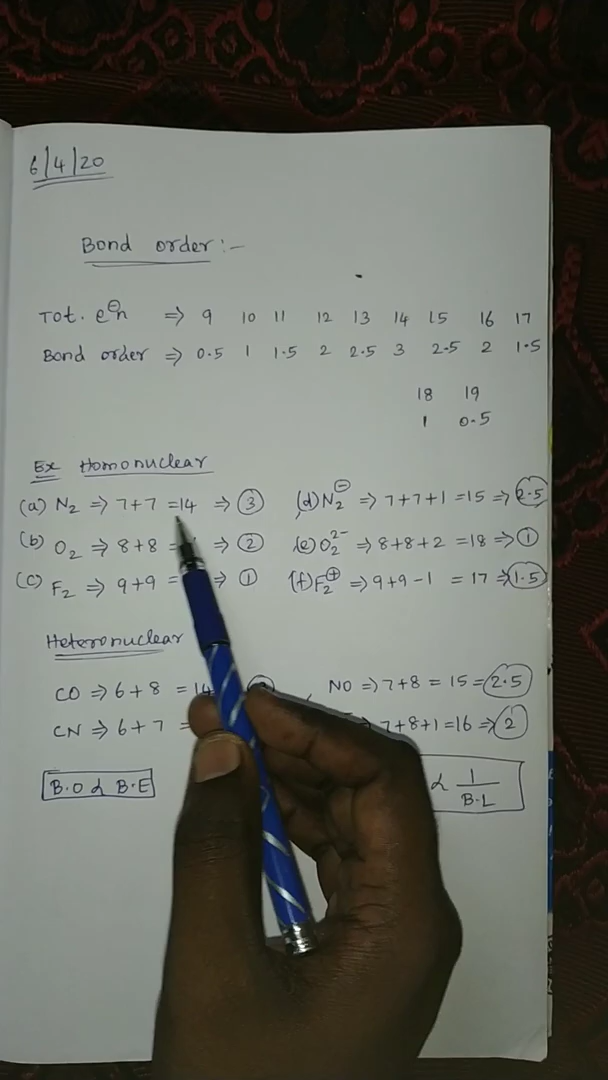 6/4/20
Bond order:-
Tot. e⊖n ⇒ 9 10 11 12 13 14 15 16 17
Bond order ⇒ 0.5 1 1.5 2 2.5 3 2.5 2 1.5
18 19
1 0.5
Ex Homonuclear
(a) N₂ ⇒ 7+7 =14 ⇒ 3 (d) N₂⊖ ⇒ 7+7+1 =15 ⇒ 2.5
(b) O₂ ⇒ 8+8 = ⇒ 2 (e) O₂²⁻ ⇒ 8+8+2 =18 ⇒ 1
(c) F₂ ⇒ 9+9 = ⇒ 1 (f) F₂⊕ ⇒ 9+9-1 = 17 ⇒ 1.5
Heteronuclear
CO ⇒ 6+8 = 14 NO ⇒ 7+8 = 15 = 2.5
CN ⇒ 6+7 = ⇒ 7+8+1 =16 ⇒ 2
B.O ∝ B.E ∝ 1/B.L